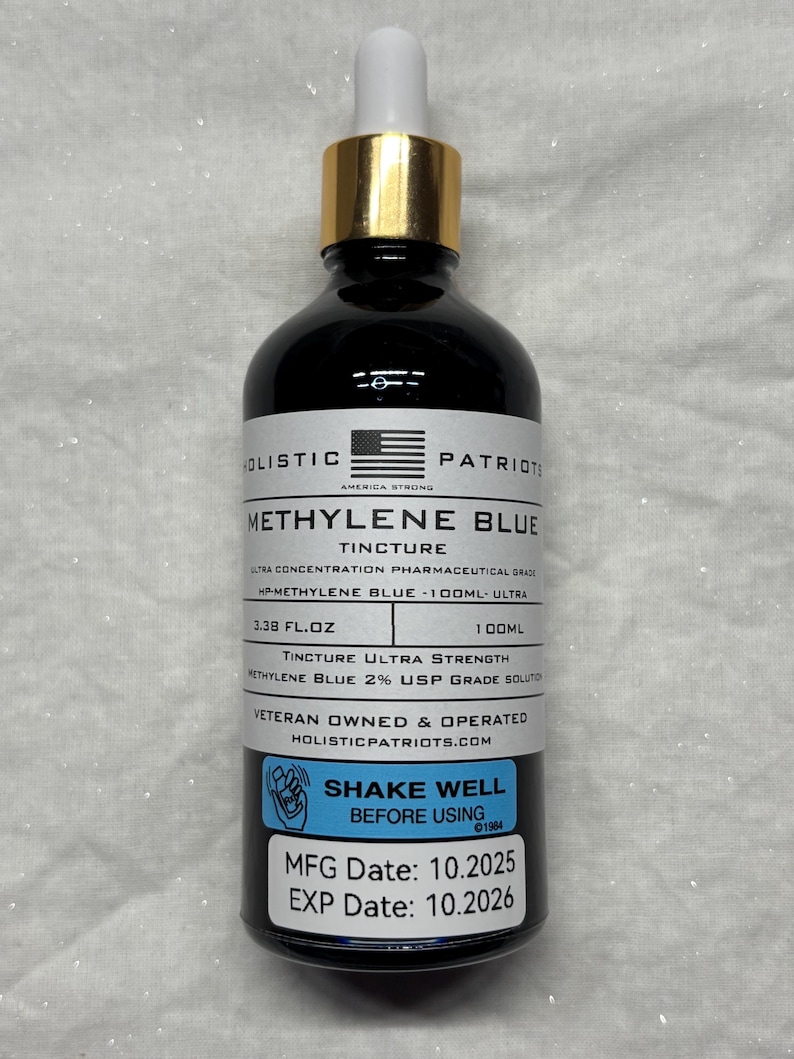 HOLISTIC PATRIOTS
AMERICA STRONG
METHYLENE BLUE
TINCTURE
ULTRA CONCENTRATION PHARMACEUTICAL GRADE
HP-METHYLENE BLUE -100ML- ULTRA
3.38 FL.OZ 100ML
TINCTURE ULTRA STRENGTH
METHYLENE BLUE 2% USP GRADE SOLUTION
VETERAN OWNED & OPERATED
HOLISTICPATRIOTS.COM
Rx
SHAKE WELL
BEFORE USING
©1984
MFG Date: 10.2025
EXP Date: 10.2026